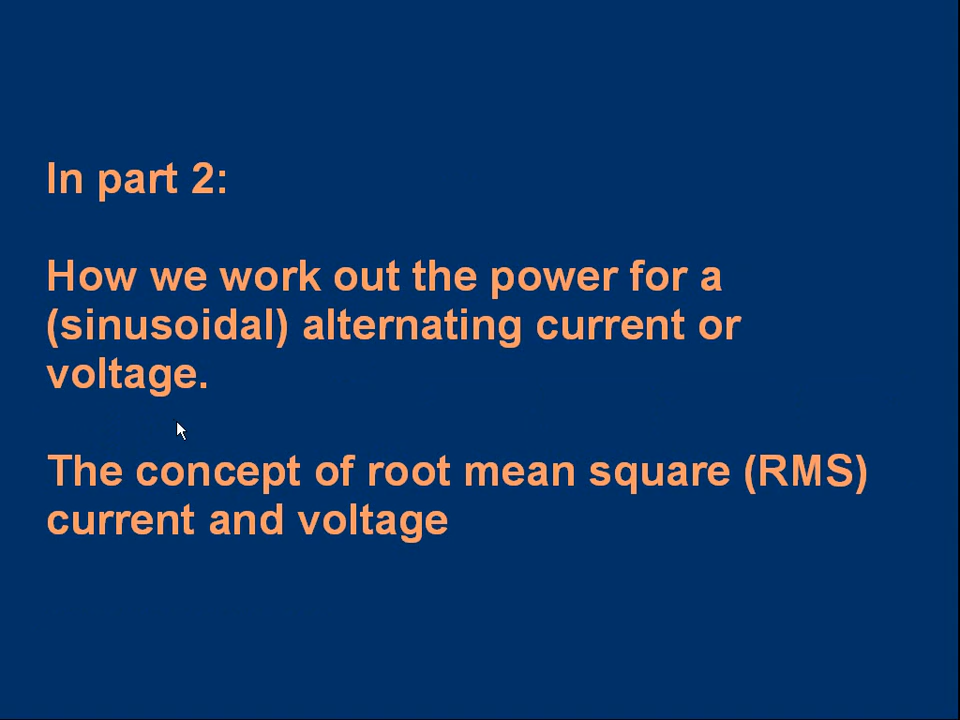 In part 2:
How we work out the power for a
(sinusoidal) alternating current or
voltage.
The concept of root mean square (RMS)
current and voltage